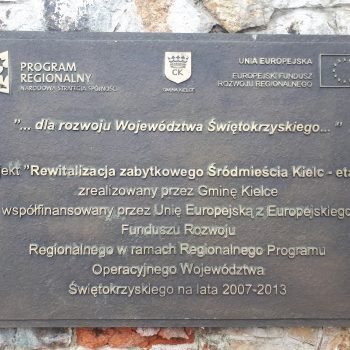 PROGRAM
REGIONALNY
NARODOWA STRATEGIA SPÓJNOŚCI
CK
GMINA KIELCE
UNIA EUROPEJSKA
EUROPEJSKI FUNDUSZ
ROZWOJU REGIONALNEGO
"... dla rozwoju Województwa Świętokrzyskiego..."
ekt "Rewitalizacja zabytkowego Śródmieścia Kielc - eta
zrealizowany przez Gminę Kielce
współfinansowany przez Unię Europejską z Europejskiego
Funduszu Rozwoju
Regionalnego w ramach Regionalnego Programu
Operacyjnego Województwa
Świętokrzyskiego na lata 2007-2013